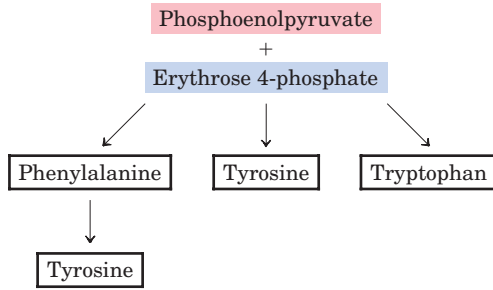 Phosphoenolpyruvate
+
Erythrose 4-phosphate
Phenylalanine Tyrosine Tryptophan
Tyrosine